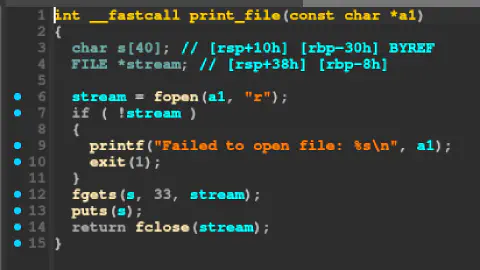 1 int __fastcall print_file(const char *a1)
2 {
3 char s[40]; // [rsp+10h] [rbp-30h] BYREF
4 FILE *stream; // [rsp+38h] [rbp-8h]
5
6 stream = fopen(a1, "r");
7 if ( !stream )
8 {
9 printf("Failed to open file: %s\n", a1);
10 exit(1);
11 }
12 fgets(s, 33, stream);
13 puts(s);
14 return fclose(stream);
15 }